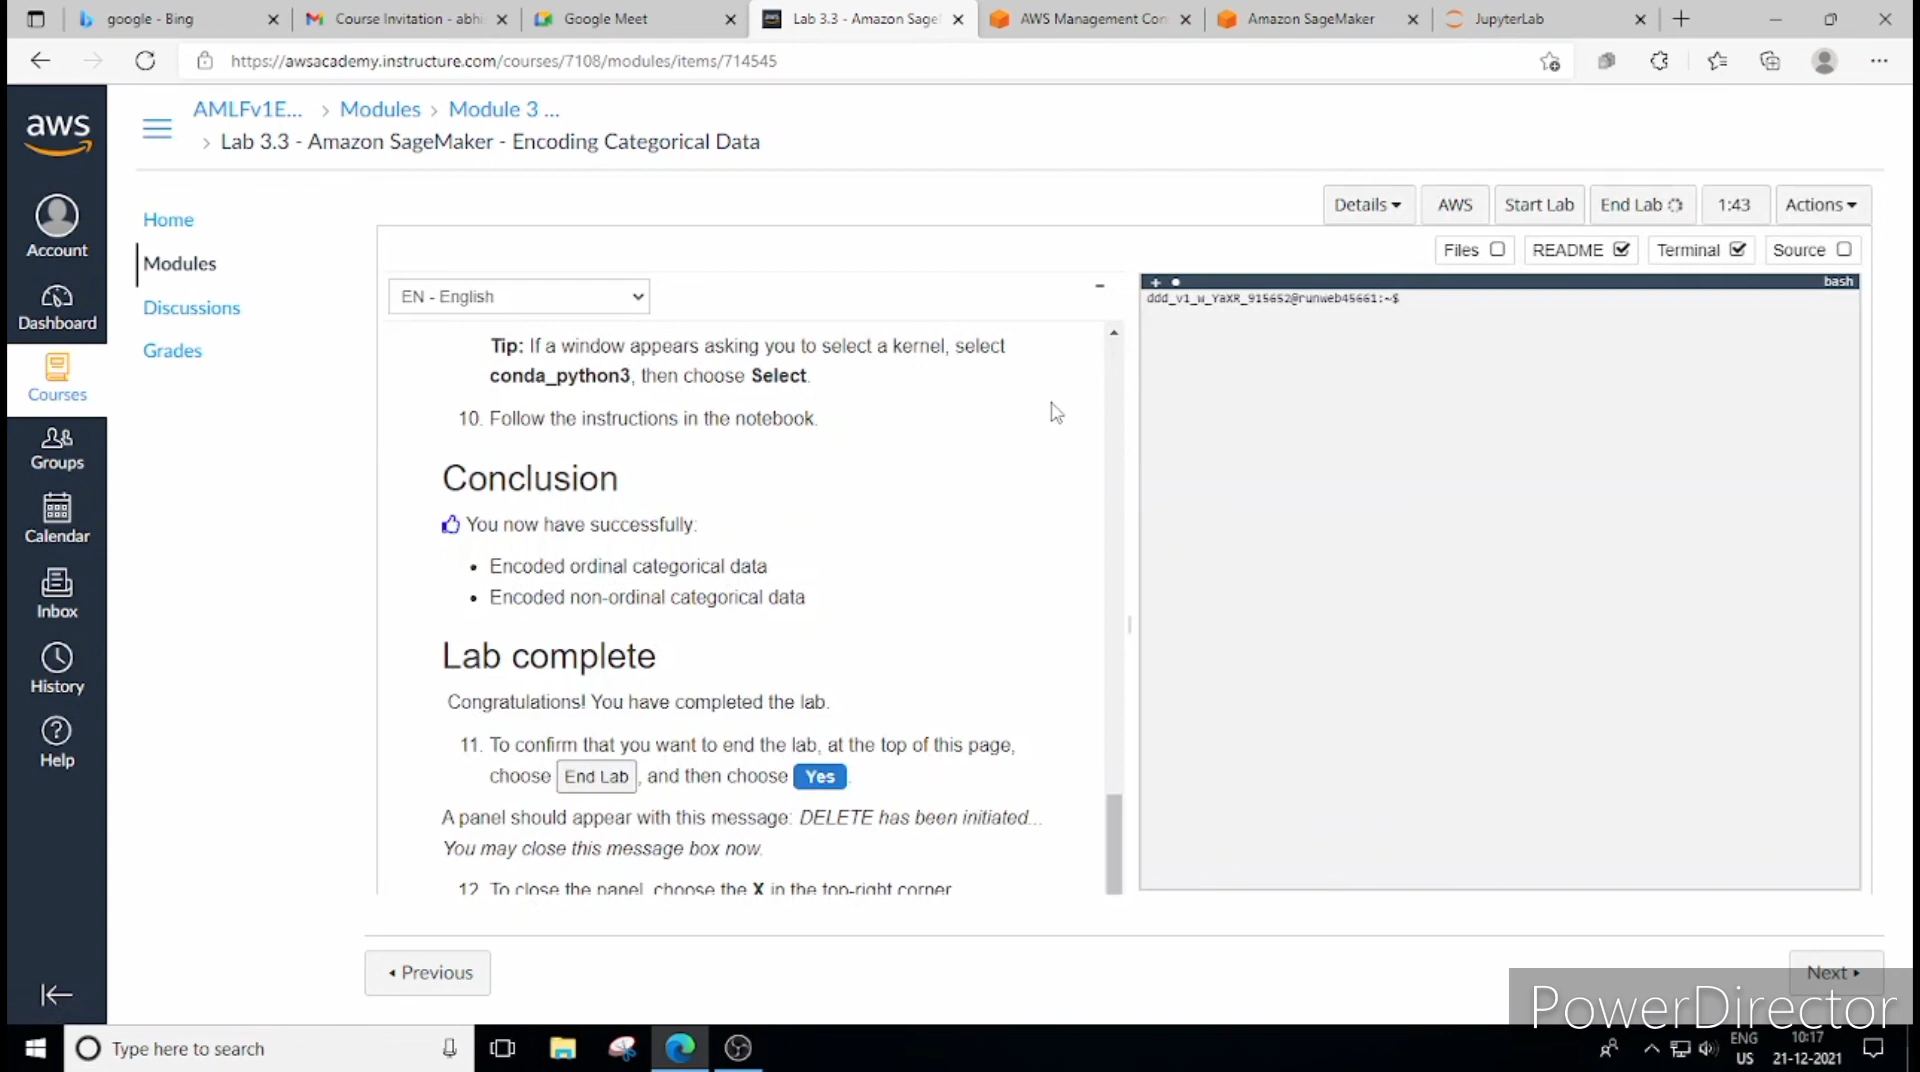 google - Bing
Course Invitation - abhi
Google Meet
Lab 3.3 - Amazon Sage
AWS Management Con
Amazon SageMaker
JupyterLab
https://awsacademy.instructure.com/courses/7108/modules/items/714545
aws
Account
Dashboard
Courses
Groups
Calendar
Inbox
History
Help
AMLFv1E... > Modules > Module 3 ...
> Lab 3.3 - Amazon SageMaker - Encoding Categorical Data
Home
Modules
Discussions
Grades
Details AWS Start Lab End Lab 1:43 Actions
Files README Terminal Source
EN - English
bash
ddd_v1_w_YaXR_915652@runweb45661:~$
Tip: If a window appears asking you to select a kernel, select
conda_python3, then choose Select.
10. Follow the instructions in the notebook.
Conclusion
You now have successfully:
• Encoded ordinal categorical data
• Encoded non-ordinal categorical data
Lab complete
Congratulations! You have completed the lab.
11. To confirm that you want to end the lab, at the top of this page,
choose End Lab, and then choose Yes.
A panel should appear with this message: DELETE has been initiated...
You may close this message box now.
12. To close the panel, choose the X in the top-right corner
Previous
Next
PowerDirector
Type here to search
ENG
US
10:17
21-12-2021